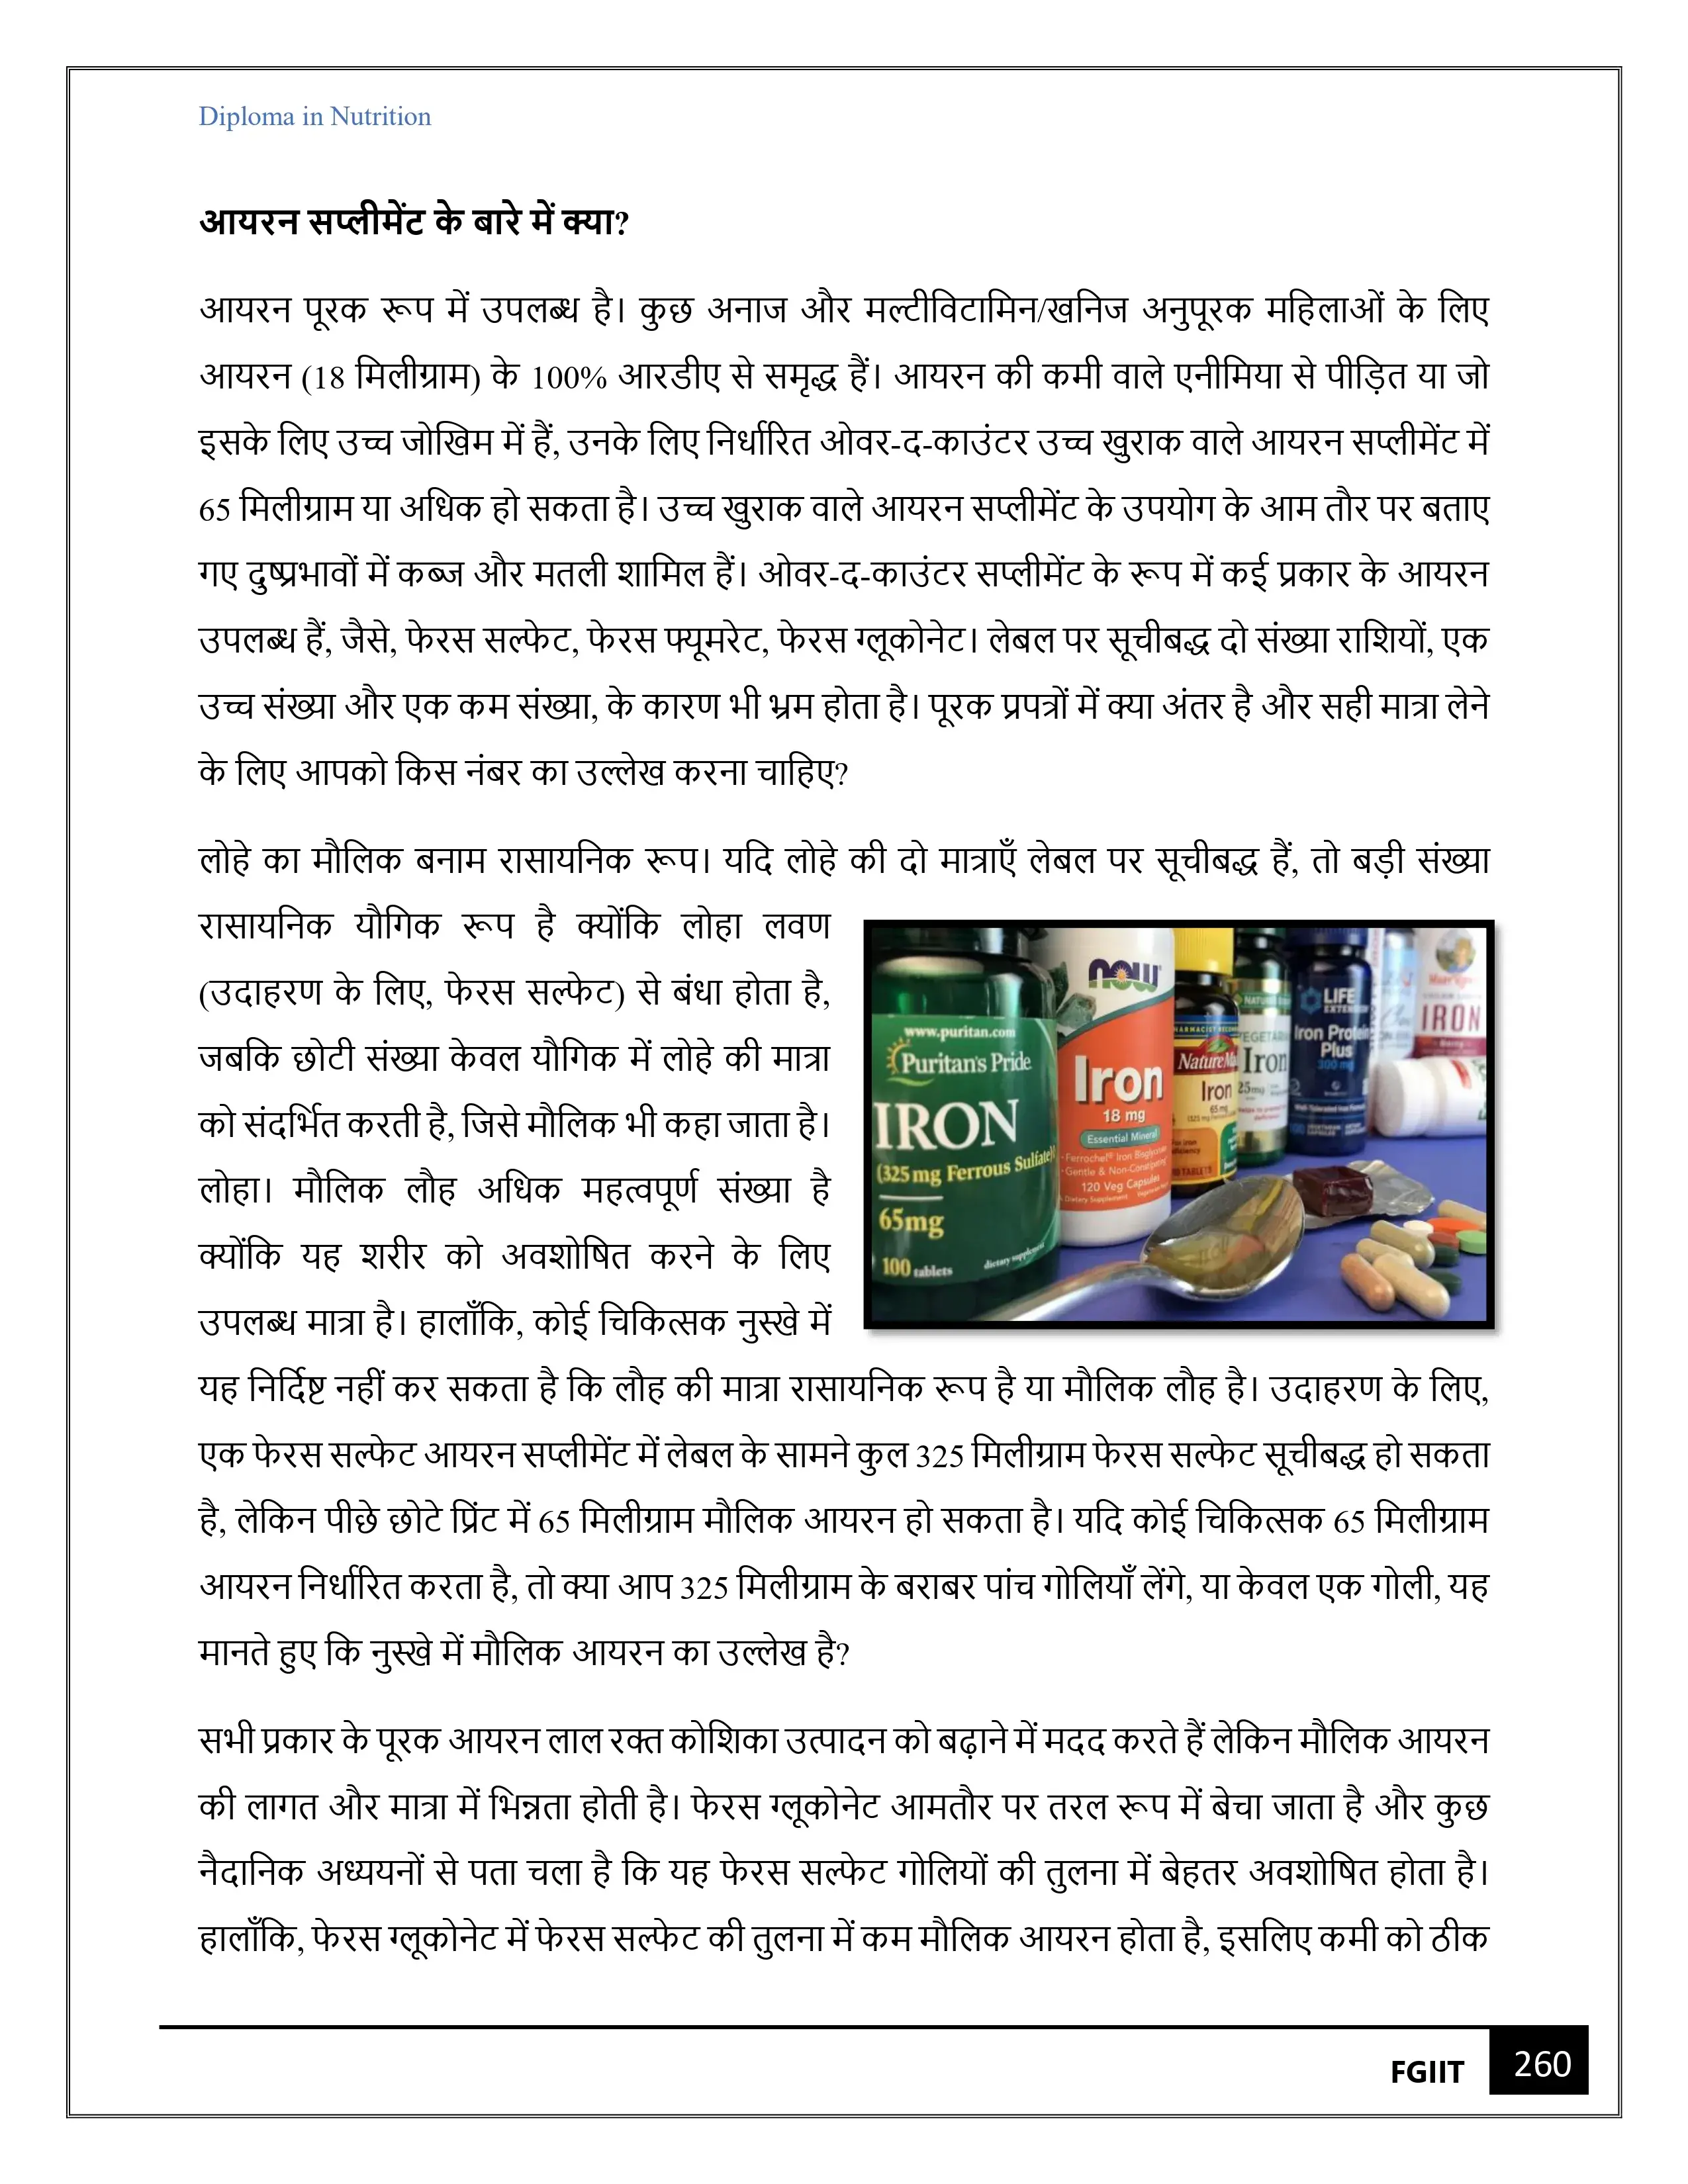 Diploma in Nutrition
आयरन सप्लीमेंट के बारे में क्या?
आयरन पूरक रूप में उपलब्ध है। कुछ अनाज और मल्टीविटामिन/खनिज अनुपूरक महिलाओं के लिए
आयरन (18 मिलीग्राम) के 100% आरडीए से समृद्ध हैं। आयरन की कमी वाले एनीमिया से पीड़ित या जो
इसके लिए उच्च जोखिम में हैं, उनके लिए निर्धारित ओवर-द-काउंटर उच्च खुराक वाले आयरन सप्लीमेंट में
65 मिलीग्राम या अधिक हो सकता है। उच्च खुराक वाले आयरन सप्लीमेंट के उपयोग के आम तौर पर बताए
गए दुष्प्रभावों में कब्ज और मतली शामिल हैं। ओवर-द-काउंटर सप्लीमेंट के रूप में कई प्रकार के आयरन
उपलब्ध हैं, जैसे, फेरस सल्फेट, फेरस फ्यूमरेट, फेरस ग्लूकोनेट। लेबल पर सूचीबद्ध दो संख्या राशियों, एक
उच्च संख्या और एक कम संख्या, के कारण भी भ्रम होता है। पूरक प्रपत्रों में क्या अंतर है और सही मात्रा लेने
के लिए आपको किस नंबर का उल्लेख करना चाहिए?
लोहे का मौलिक बनाम रासायनिक रूप। यदि लोहे की दो मात्राएँ लेबल पर सूचीबद्ध हैं, तो बड़ी संख्या
रासायनिक यौगिक रूप है क्योंकि लोहा लवण
(उदाहरण के लिए, फेरस सल्फेट) से बंधा होता है,
जबकि छोटी संख्या केवल यौगिक में लोहे की मात्रा
को संदर्भित करती है, जिसे मौलिक भी कहा जाता है।
लोहा। मौलिक लौह अधिक महत्वपूर्ण संख्या है
क्योंकि यह शरीर को अवशोषित करने के लिए
उपलब्ध मात्रा है। हालाँकि, कोई चिकित्सक नुस्खे में
www.puritan.com
Puritan's Pride
IRON
(325 mg Ferrous Sulfate)
65mg
100 tablets
dietary supplement
now
Iron
18 mg
Essential Mineral
Ferrochel® Iron Bisglycinate
Gentle & Non-Constipating
120 Veg Capsules
Nature Ma
Iron
65 mg
TABLETS
Iron
25mg
LIFE
EXTENSION
Iron Protein
Plus
300 mg
IRON
यह निर्दिष्ट नहीं कर सकता है कि लौह की मात्रा रासायनिक रूप है या मौलिक लौह है। उदाहरण के लिए,
एक फेरस सल्फेट आयरन सप्लीमेंट में लेबल के सामने कुल 325 मिलीग्राम फेरस सल्फेट सूचीबद्ध हो सकता
है, लेकिन पीछे छोटे प्रिंट में 65 मिलीग्राम मौलिक आयरन हो सकता है। यदि कोई चिकित्सक 65 मिलीग्राम
आयरन निर्धारित करता है, तो क्या आप 325 मिलीग्राम के बराबर पांच गोलियाँ लेंगे, या केवल एक गोली, यह
मानते हुए कि नुस्खे में मौलिक आयरन का उल्लेख है?
सभी प्रकार के पूरक आयरन लाल रक्त कोशिका उत्पादन को बढ़ाने में मदद करते हैं लेकिन मौलिक आयरन
की लागत और मात्रा में भिन्नता होती है। फेरस ग्लूकोनेट आमतौर पर तरल रूप में बेचा जाता है और कुछ
नैदानिक अध्ययनों से पता चला है कि यह फेरस सल्फेट गोलियों की तुलना में बेहतर अवशोषित होता है।
हालाँकि, फेरस ग्लूकोनेट में फेरस सल्फेट की तुलना में कम मौलिक आयरन होता है, इसलिए कमी को ठीक
FGIIT 260